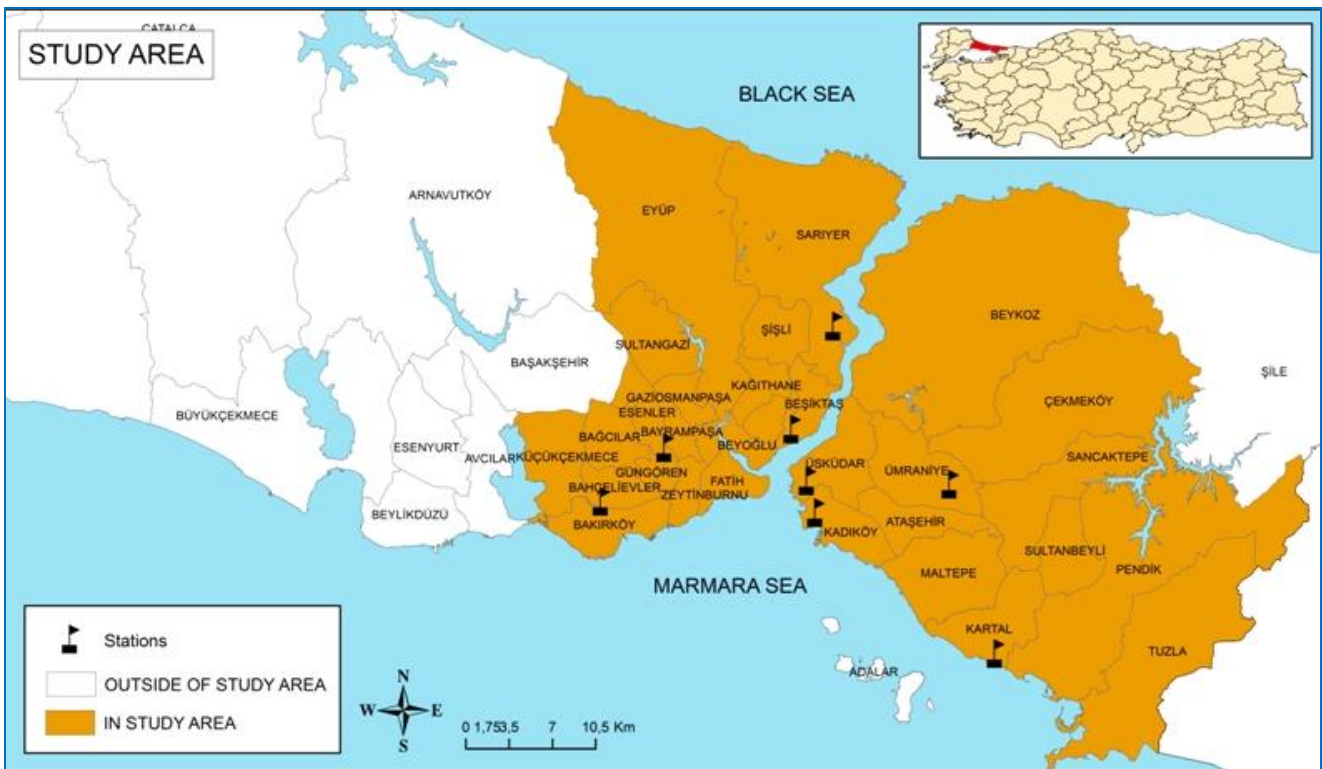 ÇATALCA
STUDY AREA
BLACK SEA
ARNAVUTKÖY
EYÜP
SARIYER
BEYKOZ
ŞİŞLİ
SULTANGAZİ
BAŞAKŞEHİR
ŞİLE
KAĞITHANE
GAZİOSMANPAŞA
BEŞİKTAŞ
ÇEKMEKÖY
BÜYÜKÇEKMECE
ESENLER
BAĞCILAR
BAYRAMPAŞA
BEYOĞLU
ESENYURT
AVCILAR
KÜÇÜKÇEKMECE
SANCAKTEPE
ÜSKÜDAR
ÜMRANİYE
GÜNGÖREN
FATİH
BAHÇELİEVLER
ZEYTİNBURNU
BEYLİKDÜZÜ
BAKIRKÖY
KADIKÖY
ATAŞEHİR
SULTANBEYLİ
PENDİK
MALTEPE
MARMARA SEA
KARTAL
TUZLA
ADALAR
Stations
OUTSIDE OF STUDY AREA
IN STUDY AREA
N
W E
S
0 1,753,5 7 10,5 Km